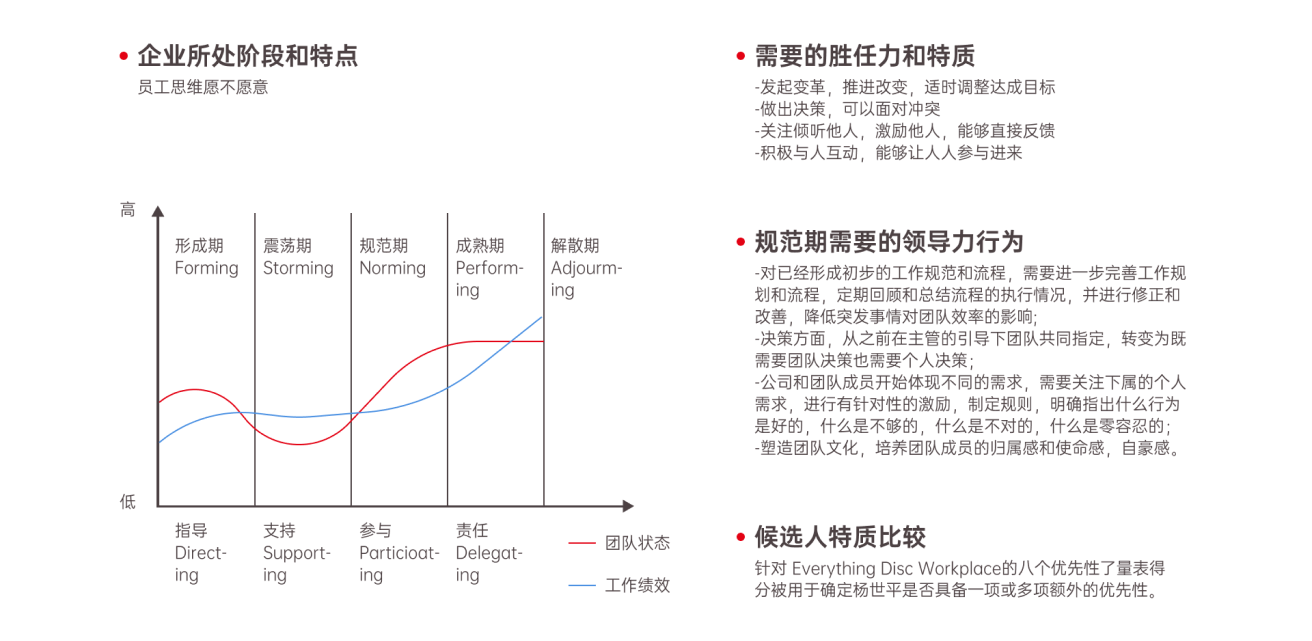 企业所处阶段和特点
员工思维愿不愿意
高
形成期
Forming
震荡期
Storming
规范期
Norming
成熟期
Perform-
ing
解散期
Adjourm-
ing
低
指导
Direct-
ing
支持
Support-
ing
参与
Particioat-
ing
责任
Delegat-
ing
团队状态
工作绩效
需要的胜任力和特质
-发起变革，推进改变，适时调整达成目标
-做出决策，可以面对冲突
-关注倾听他人，激励他人，能够直接反馈
-积极与人互动，能够让人人参与进来
规范期需要的领导力行为
-对已经形成初步的工作规范和流程，需要进一步完善工作规
划和流程，定期回顾和总结流程的执行情况，并进行修正和
改善，降低突发事情对团队效率的影响；
-决策方面，从之前在主管的引导下团队共同指定，转变为既
需要团队决策也需要个人决策；
-公司和团队成员开始体现不同的需求，需要关注下属的个人
需求，进行有针对性的激励，制定规则，明确指出什么行为
是好的，什么是不够的，什么是不对的，什么是零容忍的；
-塑造团队文化，培养团队成员的归属感和使命感，自豪感。
候选人特质比较
针对 Everything Disc Workplace的八个优先性了量表得
分被用于确定杨世平是否具备一项或多项额外的优先性。